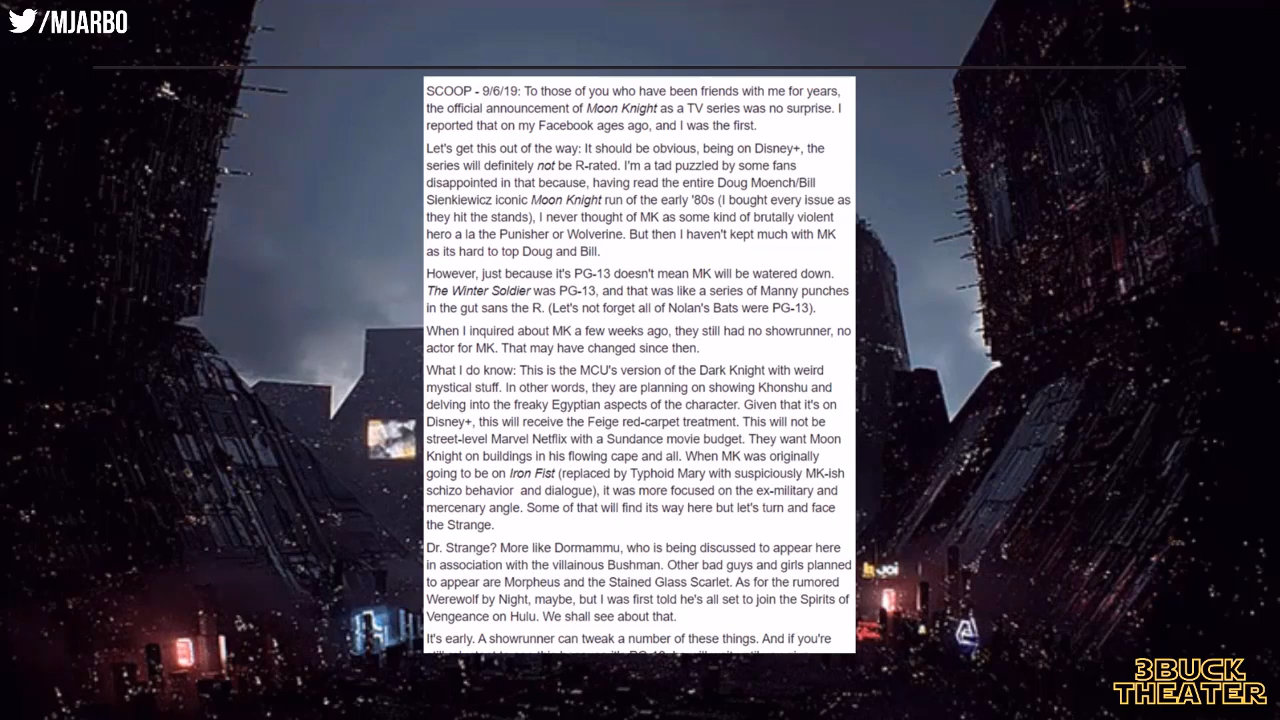 /MJARBO
SCOOP - 9/6/19: To those of you who have been friends with me for years,
the official announcement of Moon Knight as a TV series was no surprise. I
reported that on my Facebook ages ago, and I was the first.
Let's get this out of the way: It should be obvious, being on Disney+, the
series will definitely not be R-rated. I'm a tad puzzled by some fans
disappointed in that because, having read the entire Doug Moench/Bill
Sienkiewicz iconic Moon Knight run of the early '80s (I bought every issue as
they hit the stands), I never thought of MK as some kind of brutally violent
hero a la the Punisher or Wolverine. But then I haven't kept much with MK
as its hard to top Doug and Bill.
However, just because it's PG-13 doesn't mean MK will be watered down.
The Winter Soldier was PG-13, and that was like a series of Manny punches
in the gut sans the R. (Let's not forget all of Nolan's Bats were PG-13).
When I inquired about MK a few weeks ago, they still had no showrunner, no
actor for MK. That may have changed since then.
What I do know: This is the MCU's version of the Dark Knight with weird
mystical stuff. In other words, they are planning on showing Khonshu and
delving into the freaky Egyptian aspects of the character. Given that it's on
Disney+, this will receive the Feige red-carpet treatment. This will not be
street-level Marvel Netflix with a Sundance movie budget. They want Moon
Knight on buildings in his flowing cape and all. When MK was originally
going to be on Iron Fist (replaced by Typhoid Mary with suspiciously MK-ish
schizo behavior and dialogue), it was more focused on the ex-military and
mercenary angle. Some of that will find its way here but let's turn and face
the Strange.
Dr. Strange? More like Dormammu, who is being discussed to appear here
in association with the villainous Bushman. Other bad guys and girls planned
to appear are Morpheus and the Stained Glass Scarlet. As for the rumored
Werewolf by Night, maybe, but I was first told he's all set to join the Spirits of
Vengeance on Hulu. We shall see about that.
It's early. A showrunner can tweak a number of these things. And if you're
JOI
3BUCK
THEATER